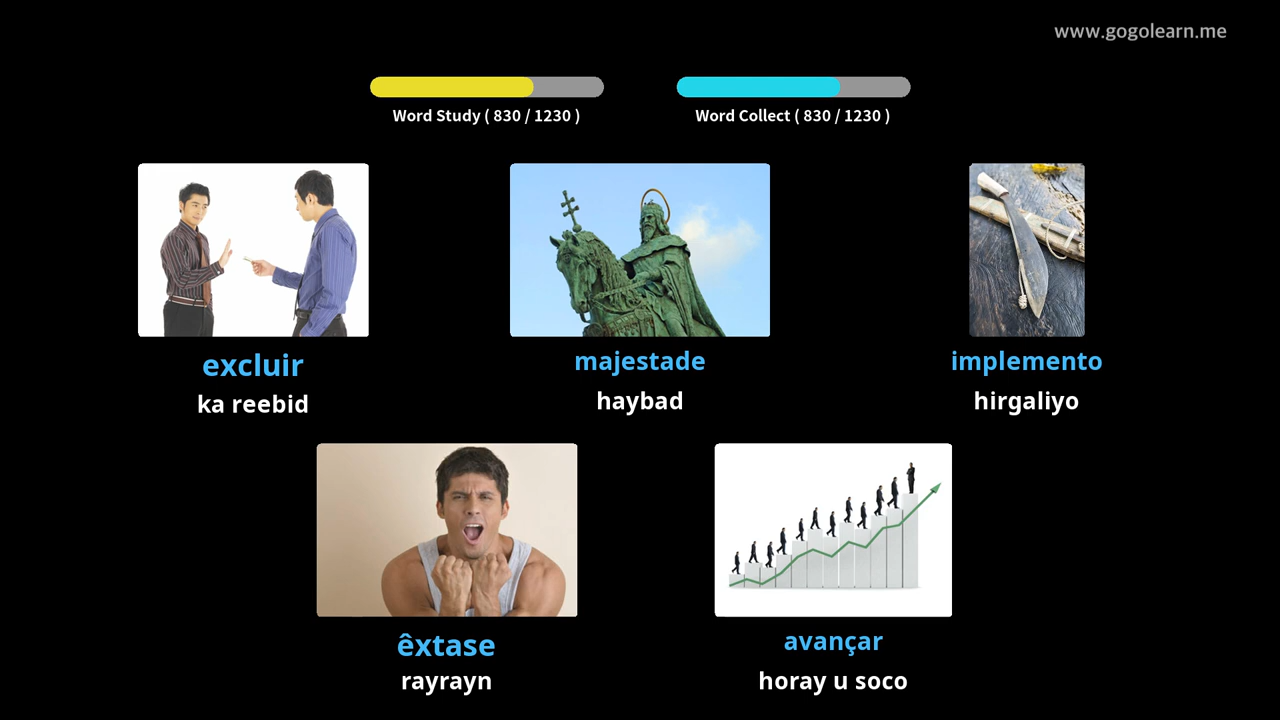 www.gogolearn.me
Word Study ( 830 / 1230 )
Word Collect ( 830 / 1230 )
excluir
ka reebid
majestade
haybad
implemento
hirgaliyo
êxtase
rayrayn
avançar
horay u soco